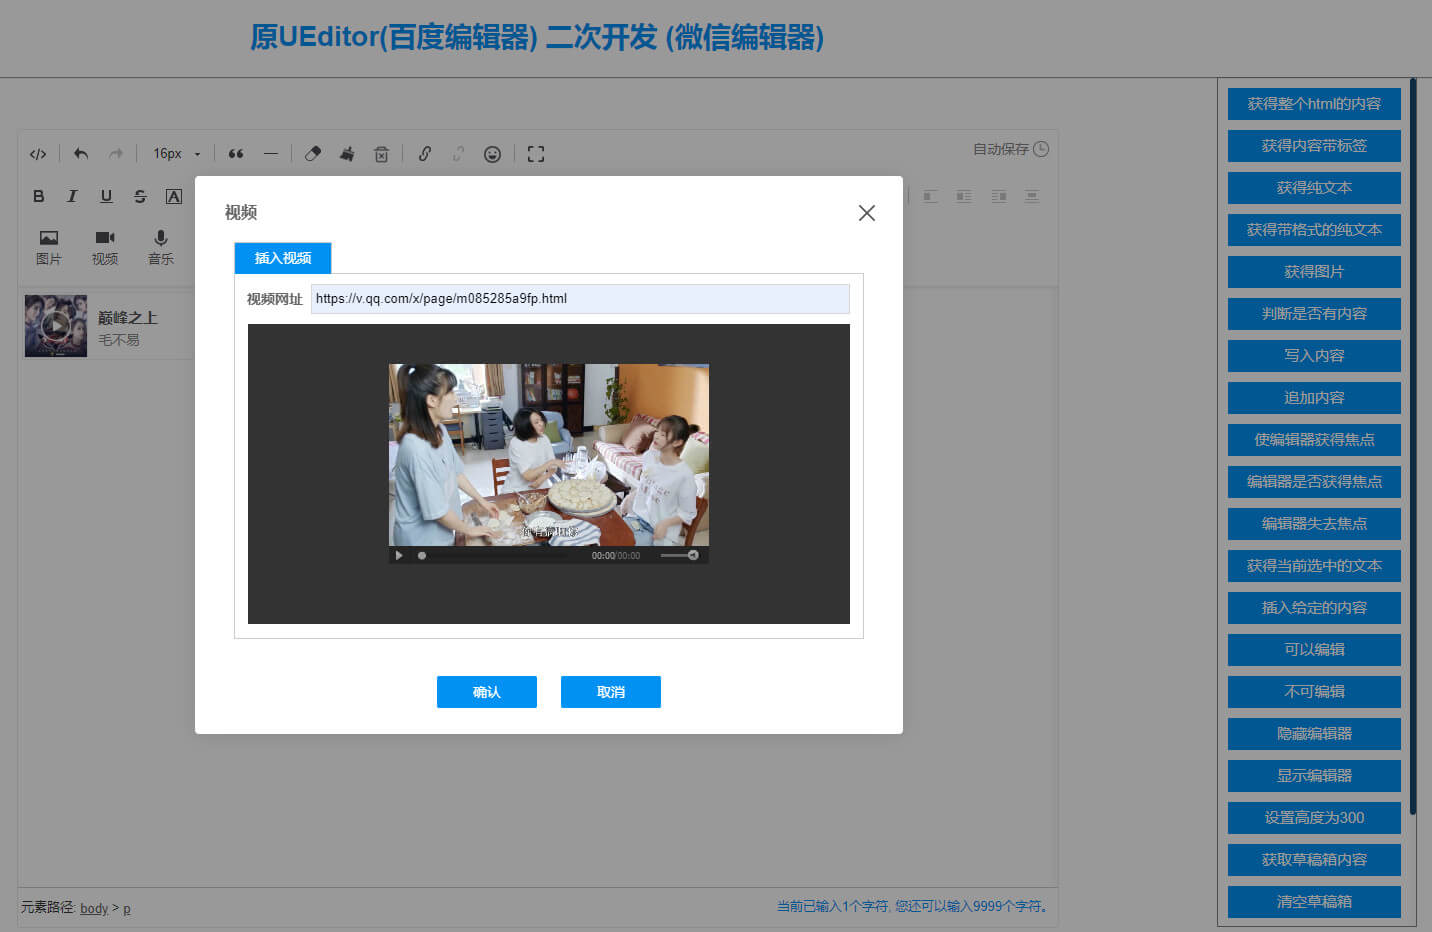 原UEditor(百度编辑器) 二次开发 (微信编辑器)
16px
自动保存
B I U S A
图片 视频 音乐
巅峰之上
毛不易
视频
插入视频
视频网址 https://v.qq.com/x/page/m085285a9fp.html
00:00/00:00
确认 取消
元素路径: body > p
当前已输入1个字符, 您还可以输入9999个字符。
获得整个html的内容
获得内容带标签
获得纯文本
获得带格式的纯文本
获得图片
判断是否有内容
写入内容
追加内容
使编辑器获得焦点
编辑器是否获得焦点
编辑器失去焦点
获得当前选中的文本
插入给定的内容
可以编辑
不可编辑
隐藏编辑器
显示编辑器
设置高度为300
获取草稿箱内容
清空草稿箱